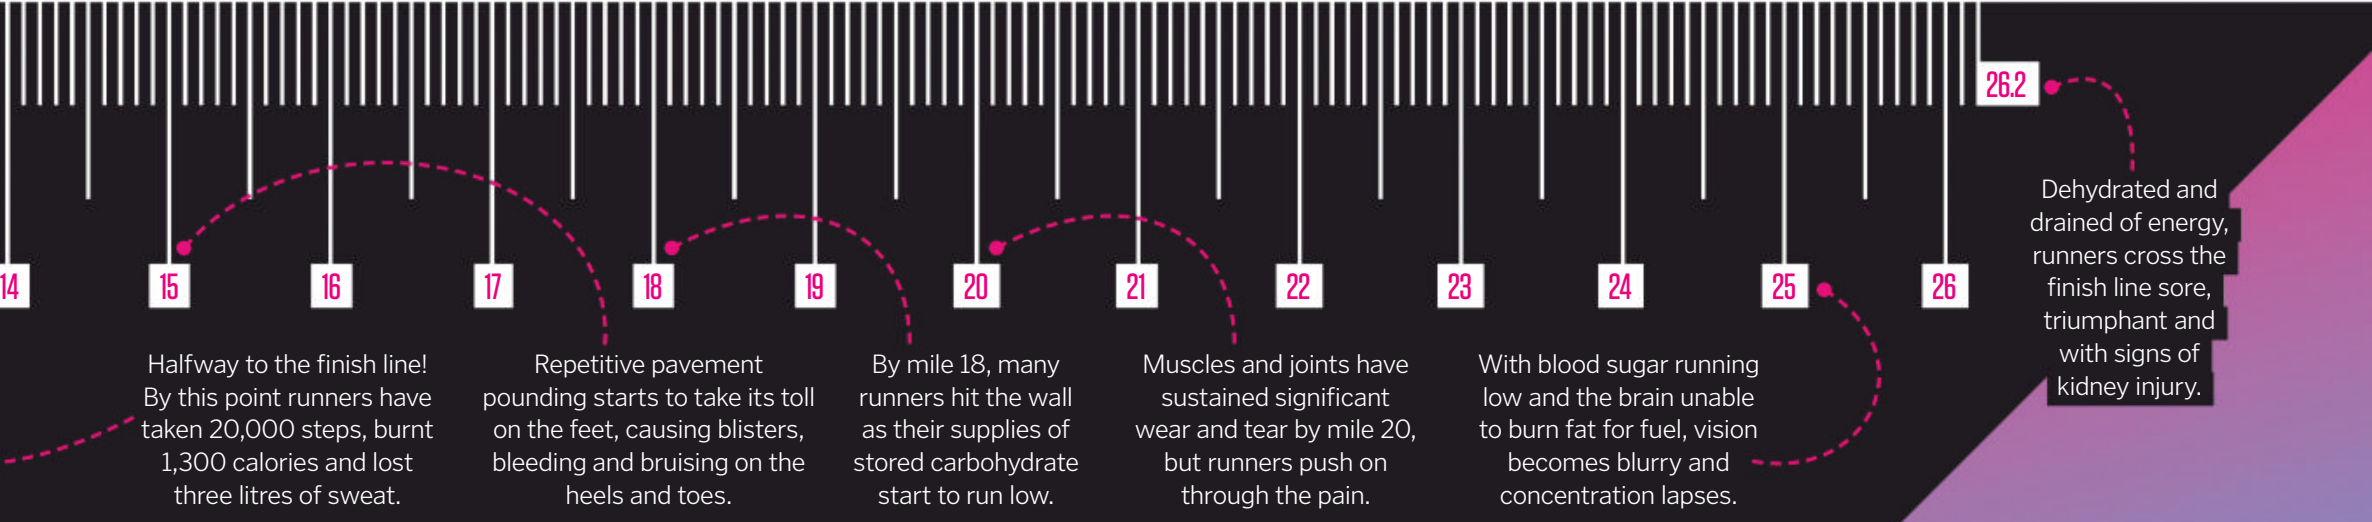 26.2
14
15
16
17
18
19
20
21
22
23
24
25
26
Halfway to the finish line!
By this point runners have
taken 20,000 steps, burnt
1,300 calories and lost
three litres of sweat.
Repetitive pavement
pounding starts to take its toll
on the feet, causing blisters,
bleeding and bruising on the
heels and toes.
By mile 18, many
runners hit the wall
as their supplies of
stored carbohydrate
start to run low.
Muscles and joints have
sustained significant
wear and tear by mile 20,
but runners push on
through the pain.
With blood sugar running
low and the brain unable
to burn fat for fuel, vision
becomes blurry and
concentration lapses.
Dehydrated and
drained of energy,
runners cross the
finish line sore,
triumphant and
with signs of
kidney injury.